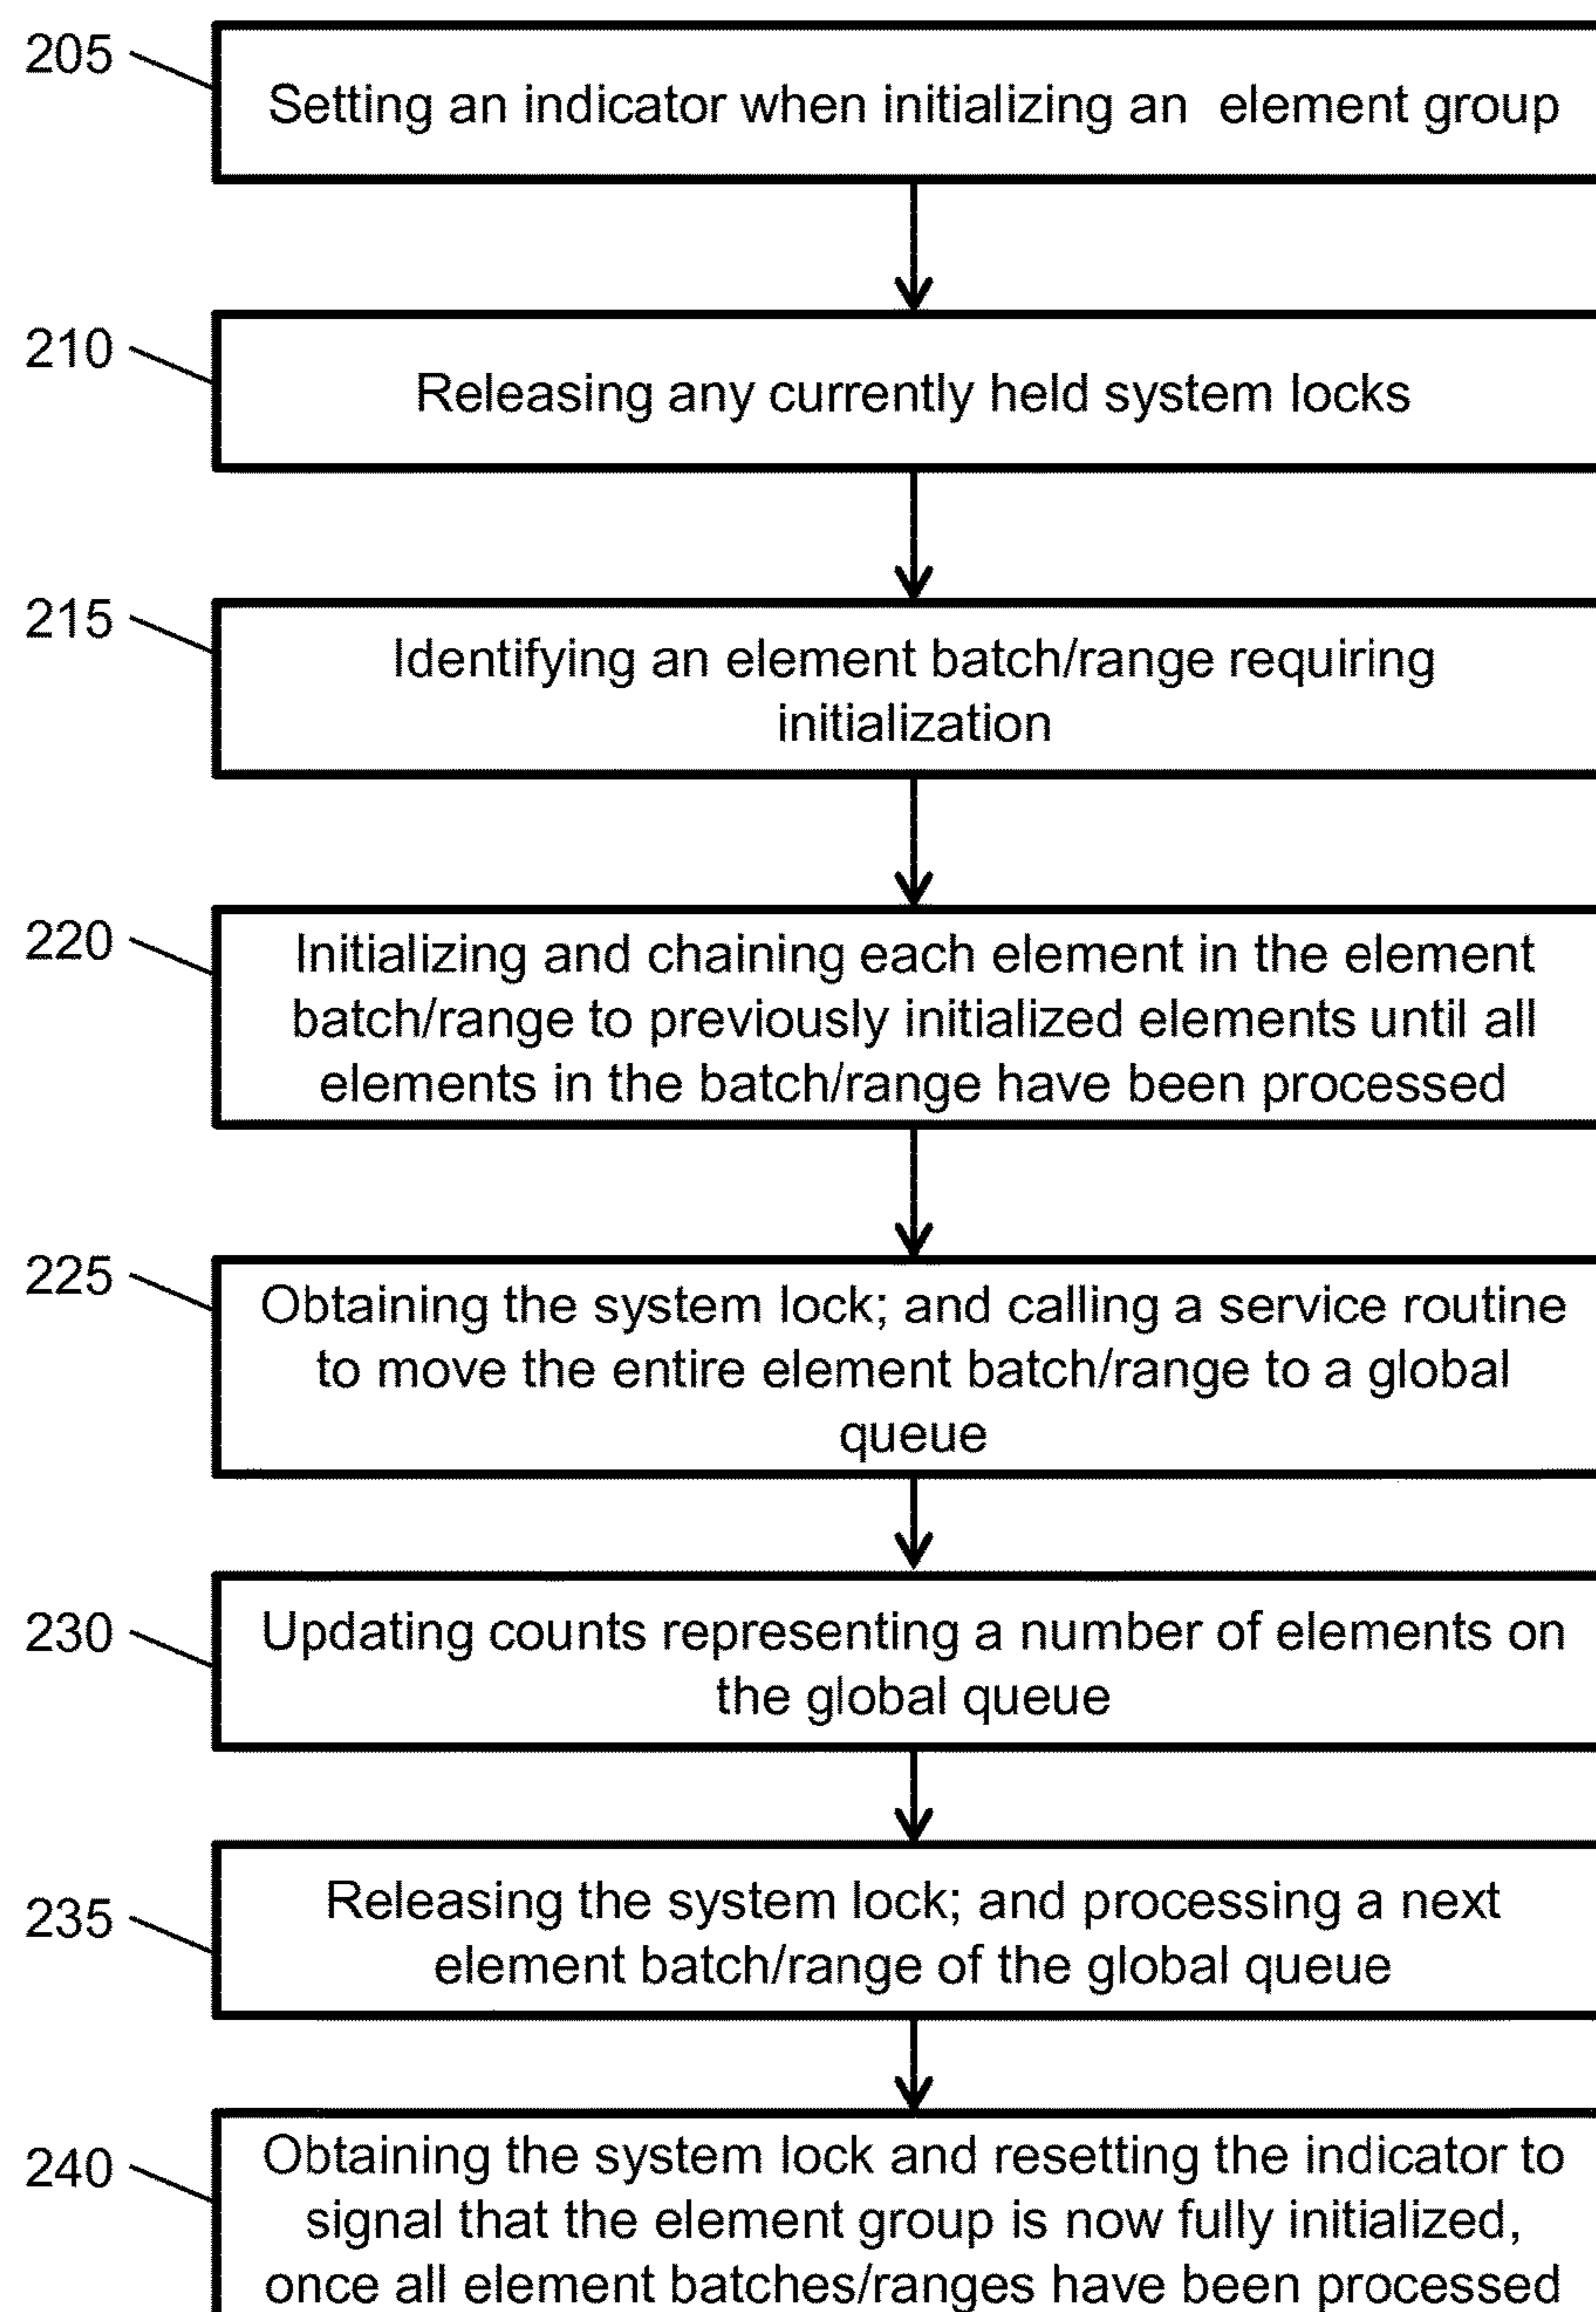 205
Setting an indicator when initializing an element group
210
Releasing any currently held system locks
215
Identifying an element batch/range requiring
initialization
220
Initializing and chaining each element in the element
batch/range to previously initialized elements until all
elements in the batch/range have been processed
225
Obtaining the system lock; and calling a service routine
to move the entire element batch/range to a global
queue
230
Updating counts representing a number of elements on
the global queue
235
Releasing the system lock; and processing a next
element batch/range of the global queue
240
Obtaining the system lock and resetting the indicator to
signal that the element group is now fully initialized,
once all element batches/ranges have been processed